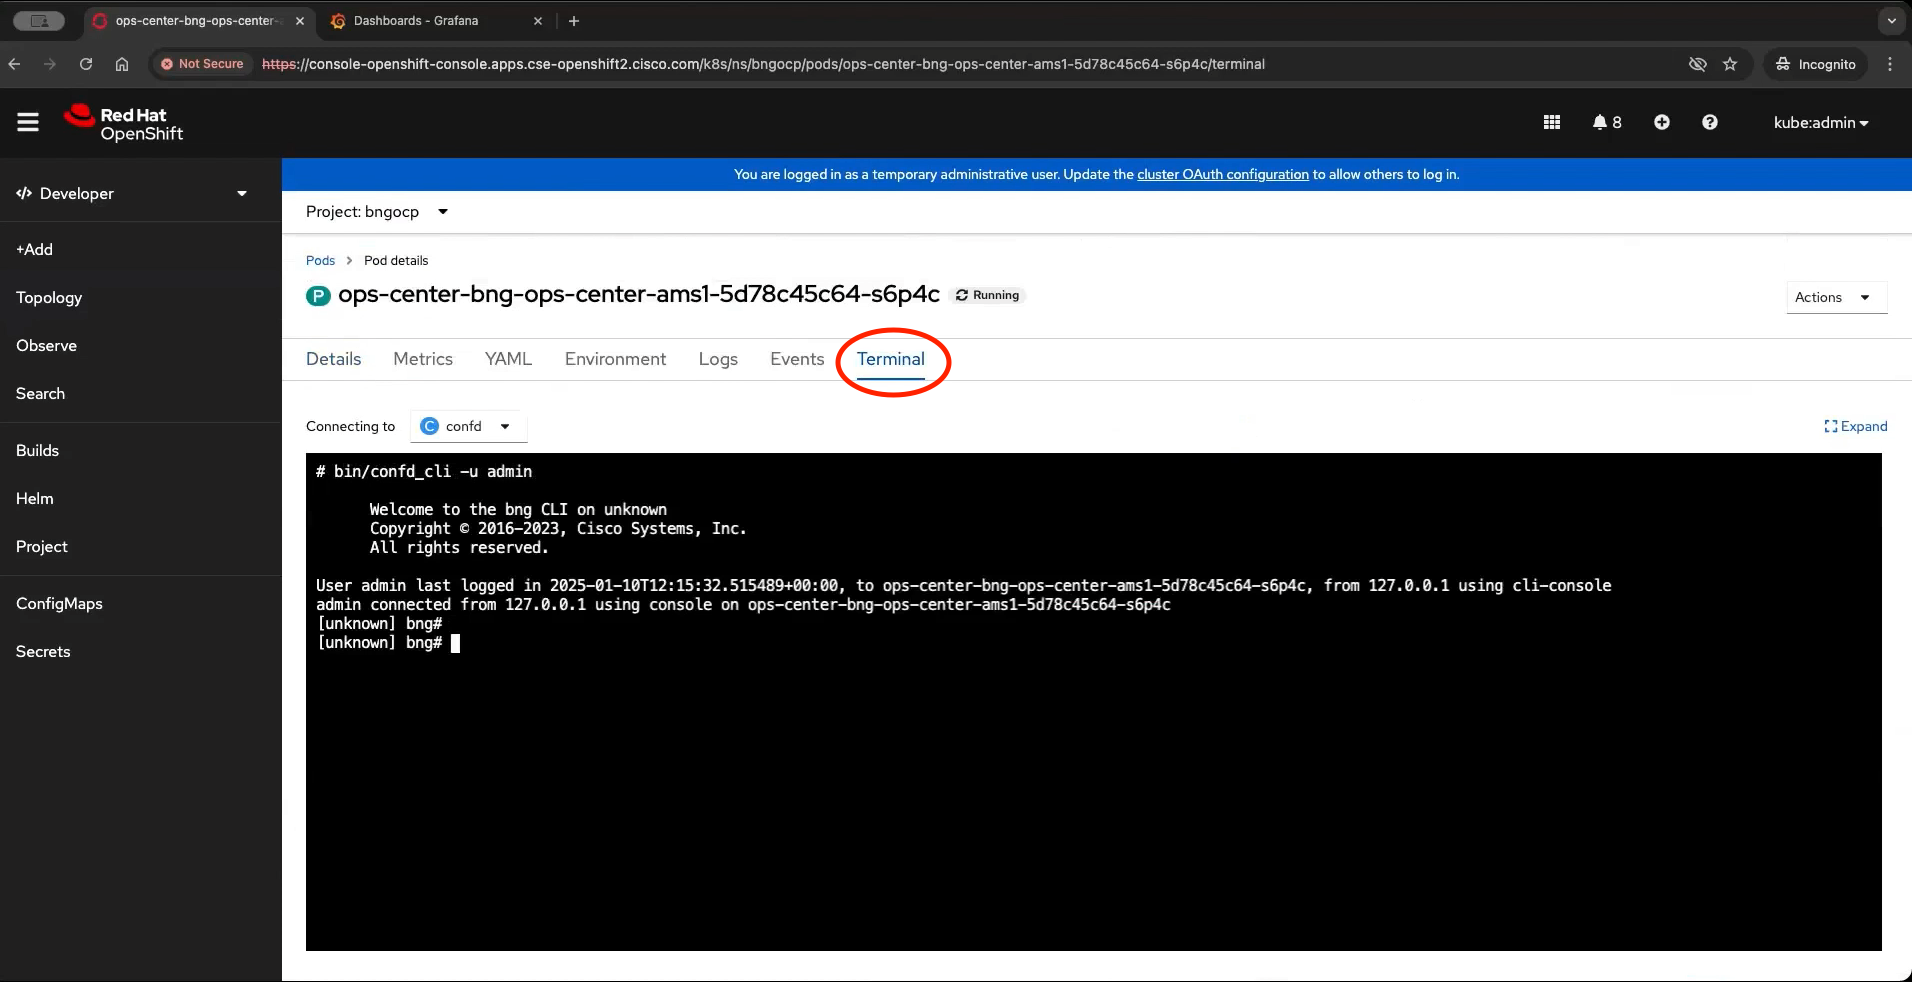 ops-center-bng-ops-center-
Dashboards - Grafana
Not Secure https://console-openshift-console.apps.cse-openshift2.cisco.com/k8s/ns/bngocp/pods/ops-center-bng-ops-center-ams1-5d78c45c64-s6p4c/terminal
Incognito
Red Hat
OpenShift
8
kube:admin
You are logged in as a temporary administrative user. Update the cluster OAuth configuration to allow others to log in.
Developer
Project: bngocp
+Add
Pods > Pod details
Topology
P ops-center-bng-ops-center-ams1-5d78c45c64-s6p4c Running
Actions
Observe
Details Metrics YAML Environment Logs Events Terminal
Search
Connecting to C confd
Expand
Builds
Helm
Project
ConfigMaps
Secrets
# bin/confd_cli -u admin
Welcome to the bng CLI on unknown
Copyright © 2016-2023, Cisco Systems, Inc.
All rights reserved.
User admin last logged in 2025-01-10T12:15:32.515489+00:00, to ops-center-bng-ops-center-ams1-5d78c45c64-s6p4c, from 127.0.0.1 using cli-console
admin connected from 127.0.0.1 using console on ops-center-bng-ops-center-ams1-5d78c45c64-s6p4c
[unknown] bng#
[unknown] bng#